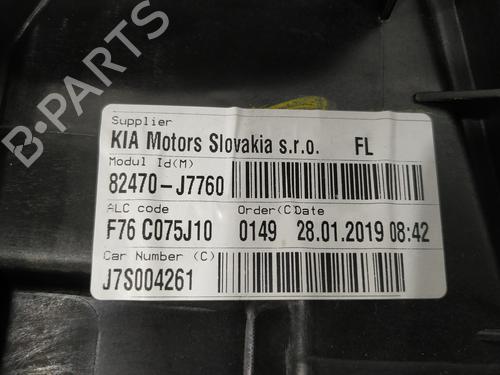 Supplier
KIA Motors Slovakia s.r.o. FL
Modul Id(M)
82470-J7760
ALC code Order(C)Date
F76 C075J10 0149 28.01.2019 08:42
Car Number (C)
J7S004261
B-PARTS